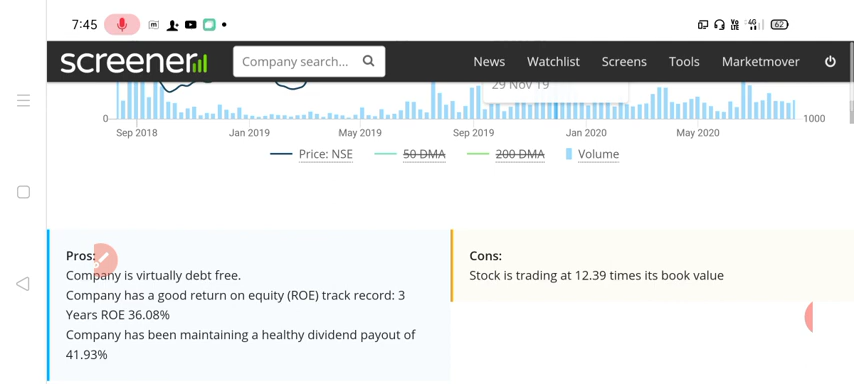 7:45
m
Vo LTE 4G 62
screener
Company search...
News Watchlist Screens Tools Marketmover
29 Nov 19
0 1000
Sep 2018 Jan 2019 May 2019 Sep 2019 Jan 2020 May 2020
Price: NSE 50 DMA 200 DMA Volume
Pros:
Company is virtually debt free.
Company has a good return on equity (ROE) track record: 3
Years ROE 36.08%
Company has been maintaining a healthy dividend payout of
41.93%
Cons:
Stock is trading at 12.39 times its book value